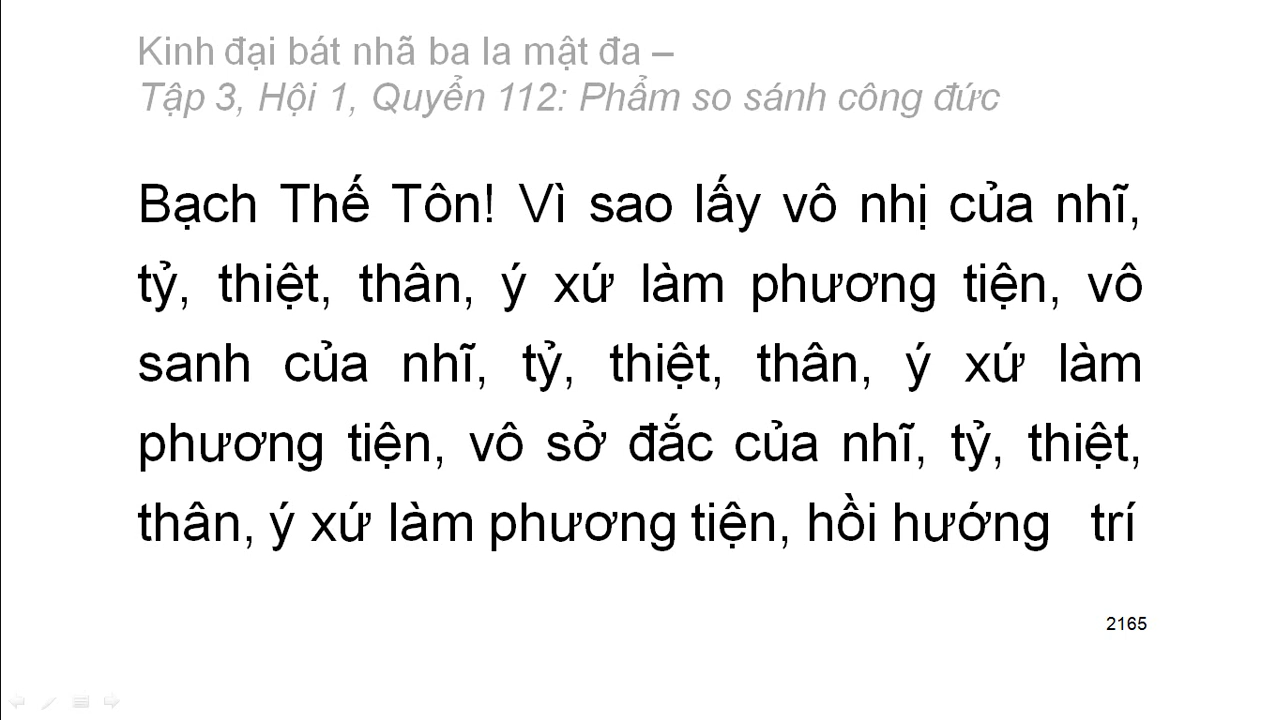 Kinh đại bát nhã ba la mật đa –
Tập 3, Hội 1, Quyển 112: Phẩm so sánh công đức
Bạch Thế Tôn! Vì sao lấy vô nhị của nhĩ,
tỷ, thiệt, thân, ý xứ làm phương tiện, vô
sanh của nhĩ, tỷ, thiệt, thân, ý xứ làm
phương tiện, vô sở đắc của nhĩ, tỷ, thiệt,
thân, ý xứ làm phương tiện, hồi hướng trí
2165